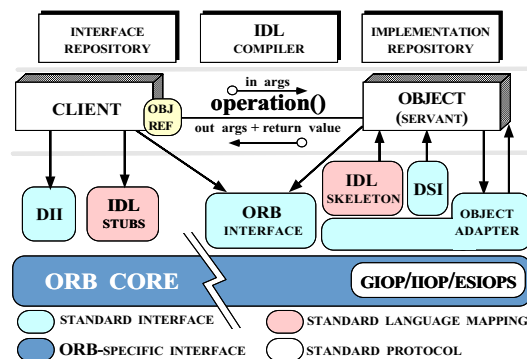 INTERFACE
REPOSITORY
IDL
COMPILER
IMPLEMENTATION
REPOSITORY
CLIENT
OBJ
REF
in args
operation()
out args + return value
OBJECT
(SERVANT)
DII
IDL
STUBS
ORB
INTERFACE
IDL
SKELETON
DSI
OBJECT
ADAPTER
ORB CORE
GIOP/IIOP/ESIOPS
STANDARD INTERFACE
STANDARD LANGUAGE MAPPING
ORB-SPECIFIC INTERFACE
STANDARD PROTOCOL